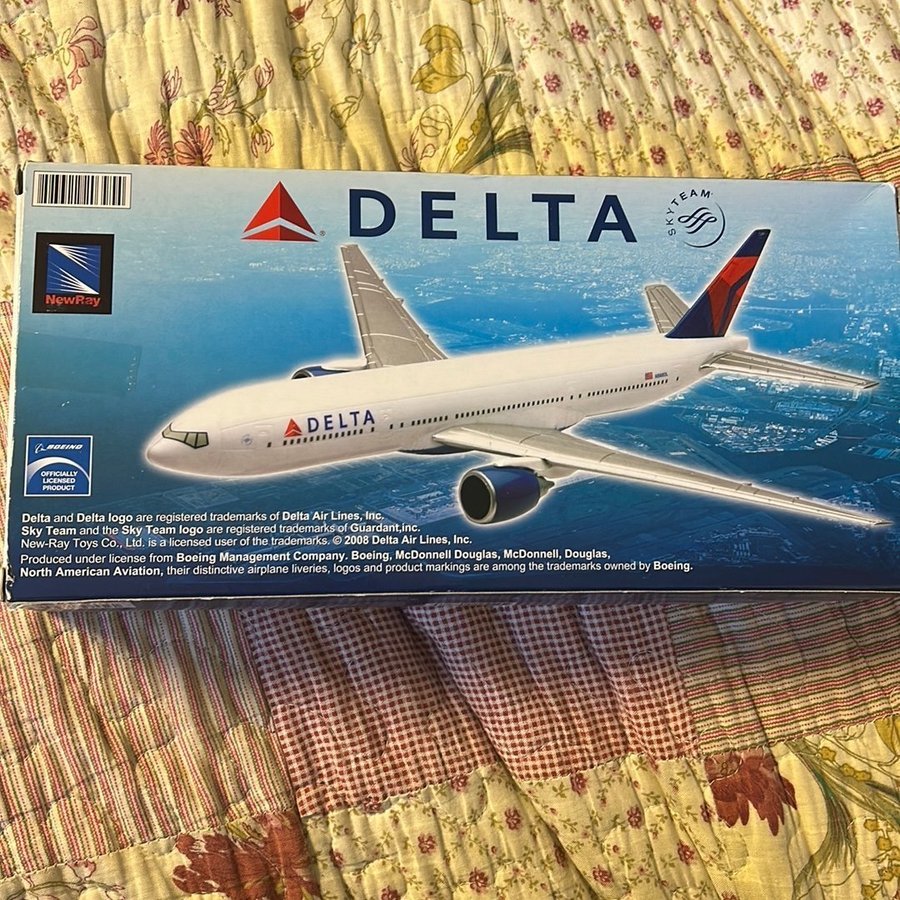 DELTA
SKYTEAM
NewRay
DELTA
BOEING
OFFICIALLY
LICENSED
PRODUCT
Delta and Delta logo are registered trademarks of Delta Air Lines, Inc.
Sky Team and the Sky Team logo are registered trademarks of Guardant,inc.
New-Ray Toys Co., Ltd. is a licensed user of the trademarks. © 2008 Delta Air Lines, Inc.
Produced under license from Boeing Management Company. Boeing, McDonnell Douglas, McDonnell, Douglas,
North American Aviation, their distinctive airplane liveries, logos and product markings are among the trademarks owned by Boeing.